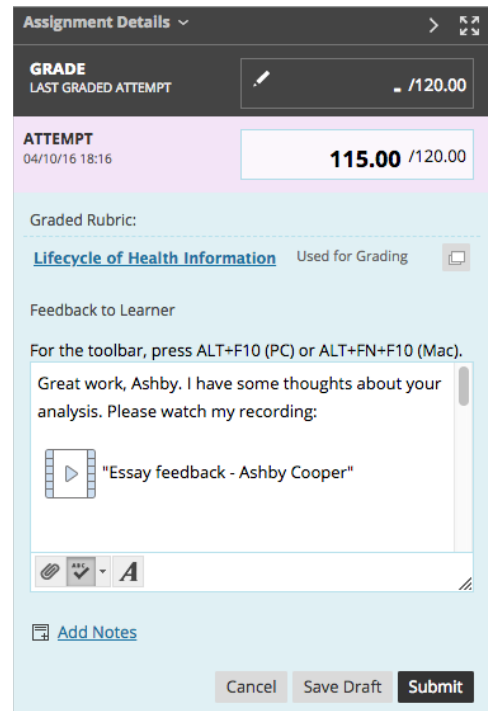 Assignment Details
GRADE
LAST GRADED ATTEMPT
- /120.00
ATTEMPT
04/10/16 18:16
115.00 /120.00
Graded Rubric:
Lifecycle of Health Information Used for Grading
Feedback to Learner
For the toolbar, press ALT+F10 (PC) or ALT+FN+F10 (Mac).
Great work, Ashby. I have some thoughts about your
analysis. Please watch my recording:
"Essay feedback - Ashby Cooper"
ABC
A
Add Notes
Cancel Save Draft Submit